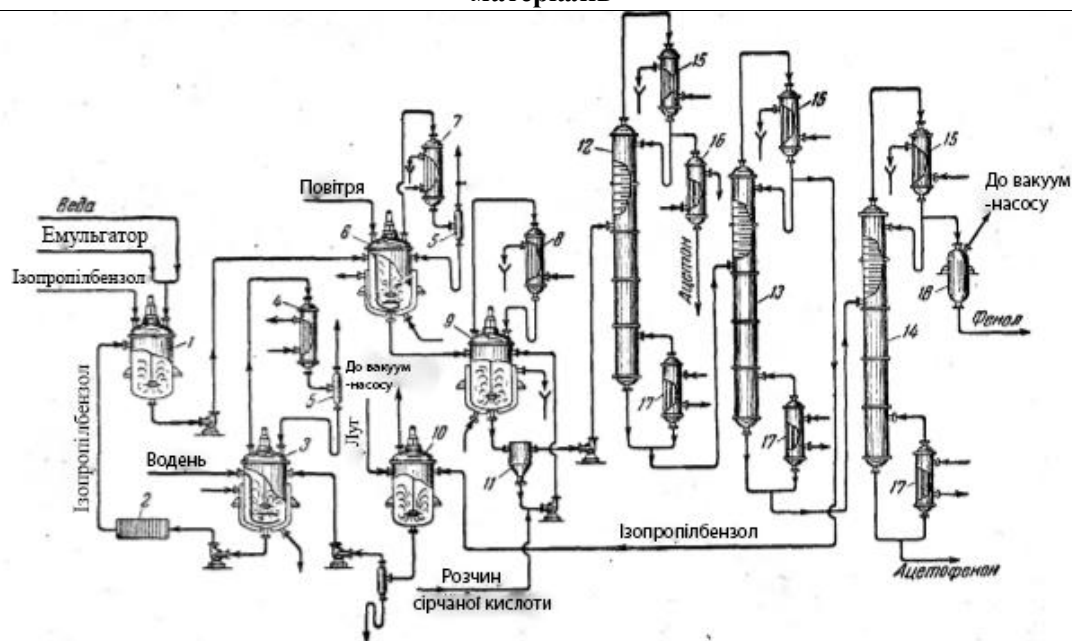 матеріалів
Веда
Емульгатор
Ізопропілбензол
Ізопропілбензол
1
2
Водень
3
4
5
Повітря
6
7
5
8
9
До вакуум
-насосу
Луг
10
11
Розчин
сірчаної кислоти
12
15
16
Ацетон
17
13
15
17
Ізопропілбензол
14
15
До вакуум
-насосу
18
Фенол
17
Ацетофенон